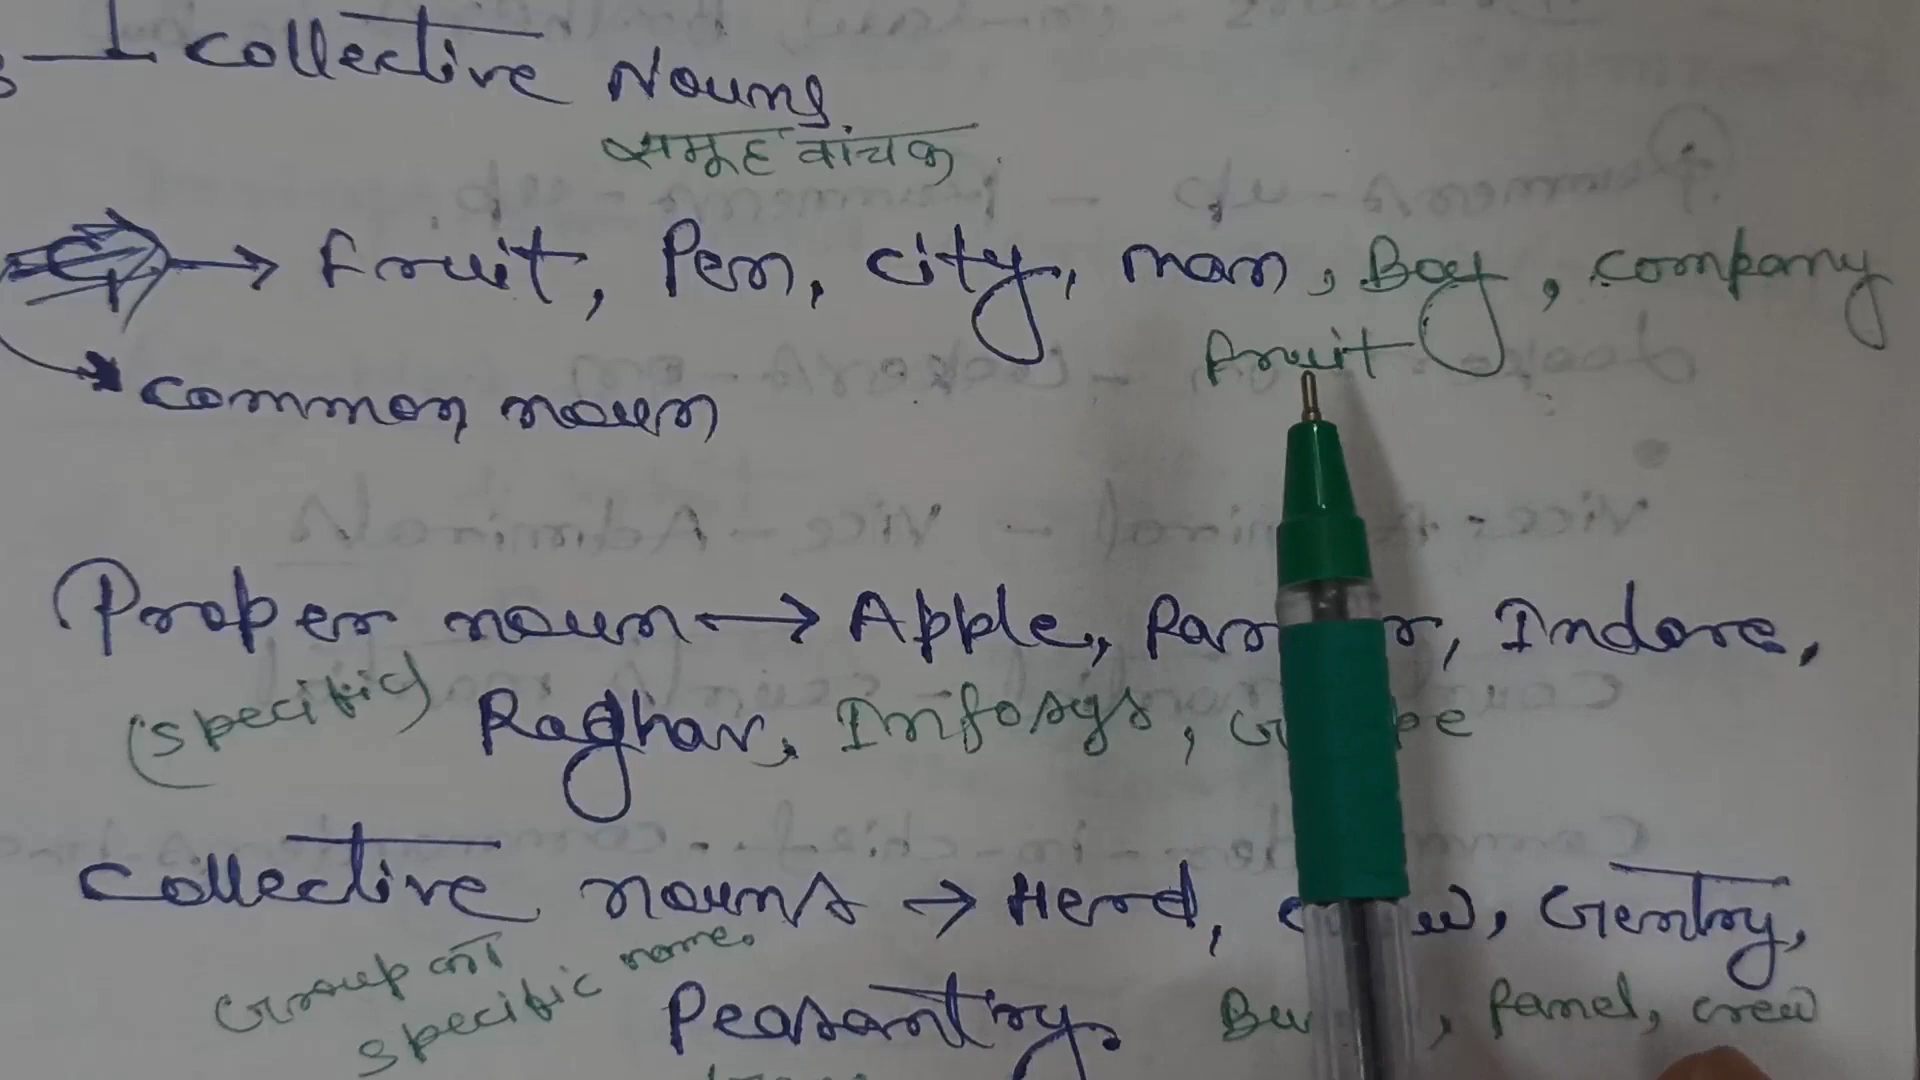 Collective Nouns
समूह वांचक
→ Fruit, Pen, city, man, Boy, company
Fruit
common noun
Proper noun → Apple, Indore,
(specific) Raghav, Infosys,
Collective nouns → Herd, Gentry,
Group का
specific name.
Peasantry, Panel, crew